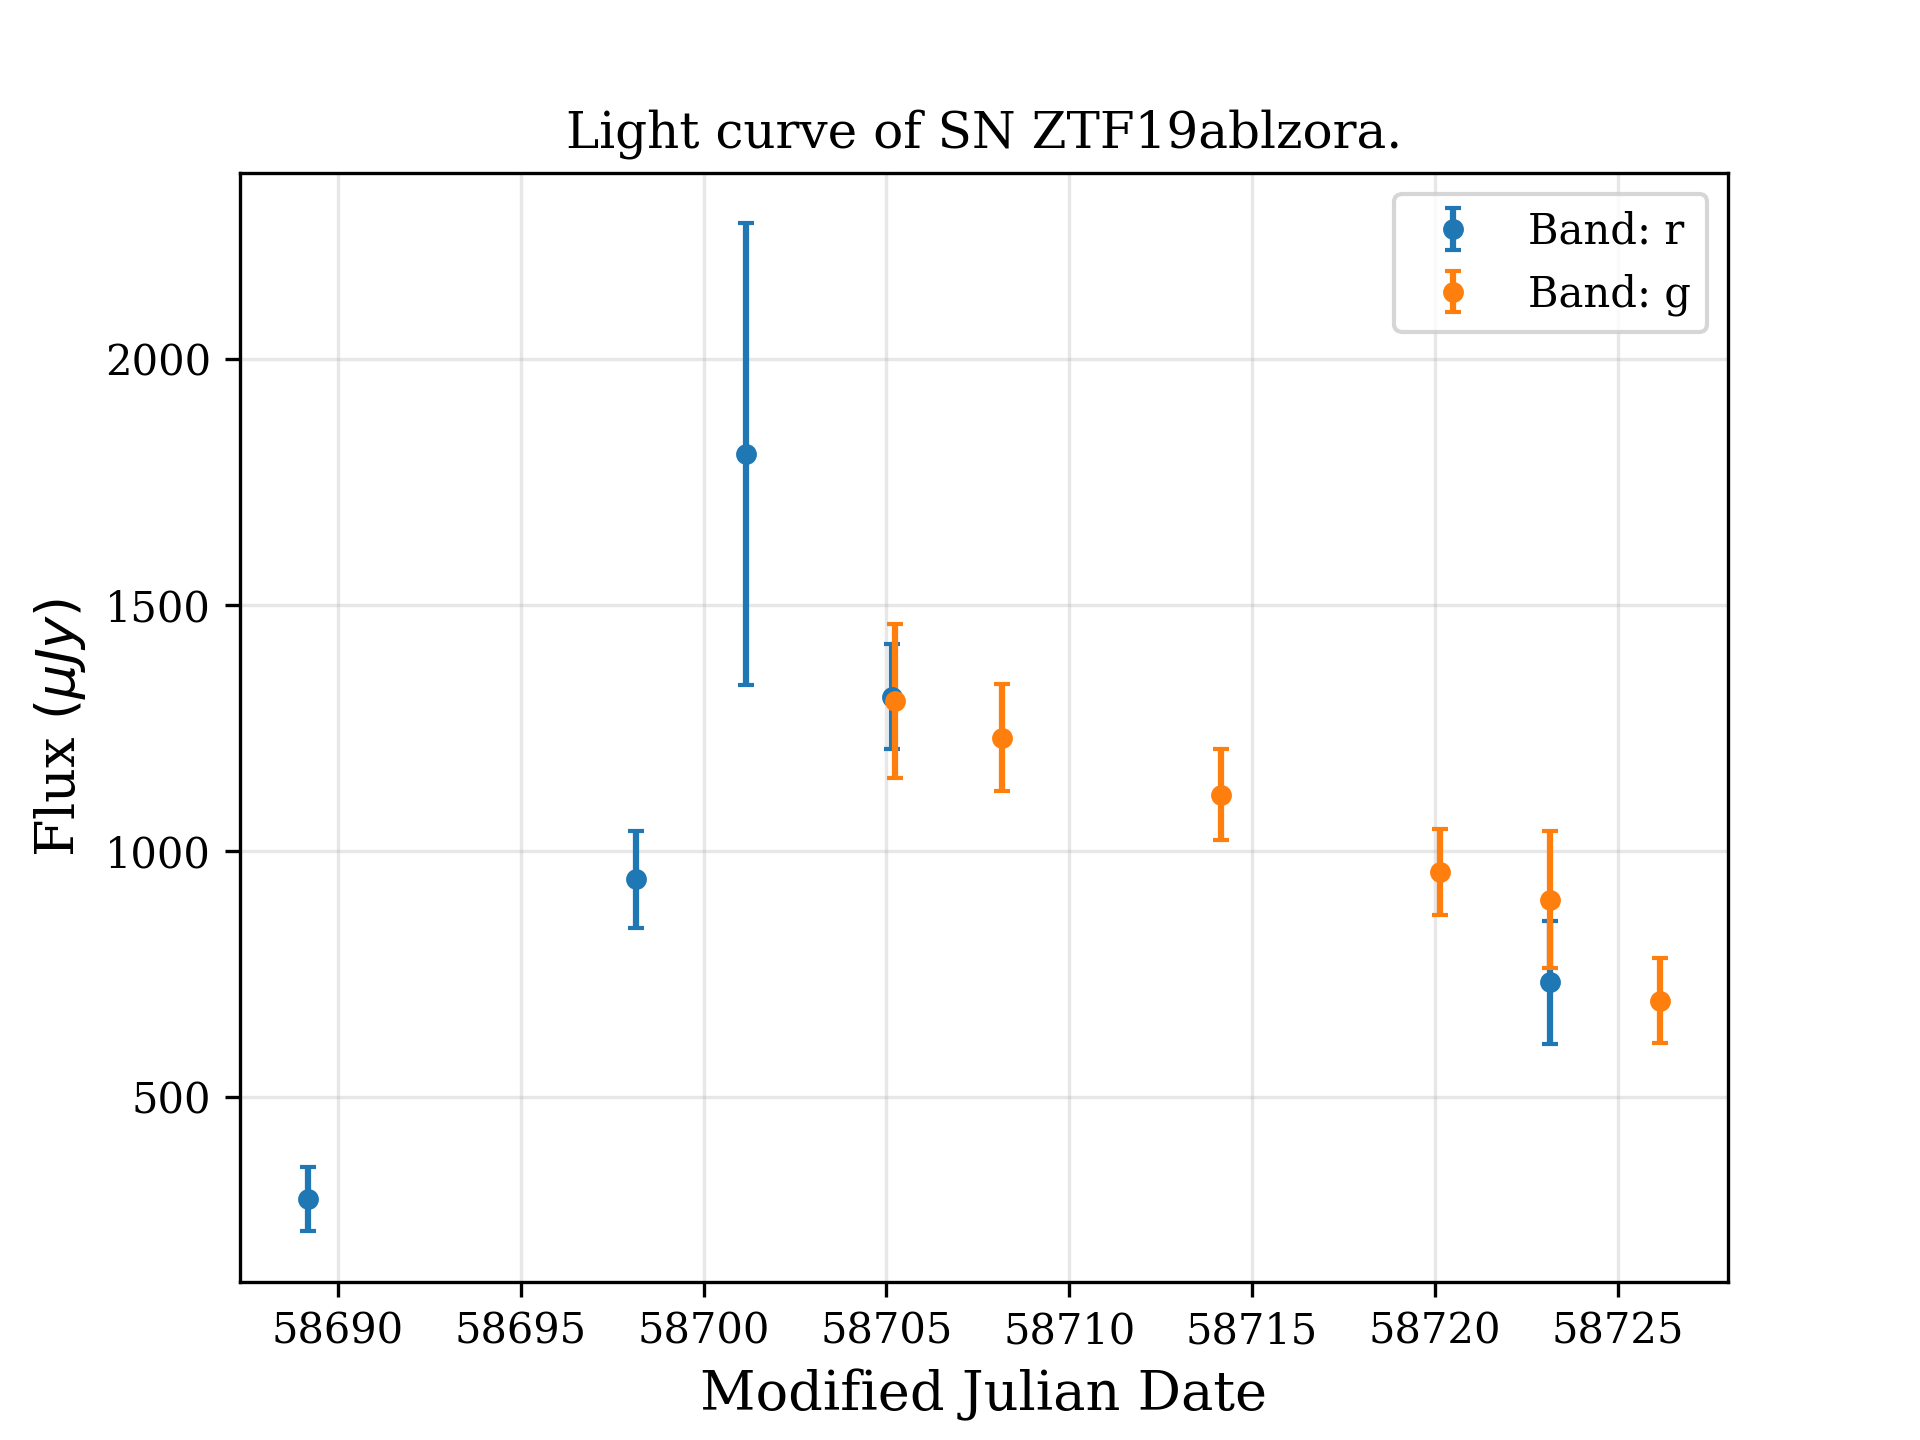 Light curve of SN ZTF19ablzora.
Band: r
Band: g
2000
1500
1000
500
Flux (μJy)
58690 58695 58700 58705 58710 58715 58720 58725
Modified Julian Date